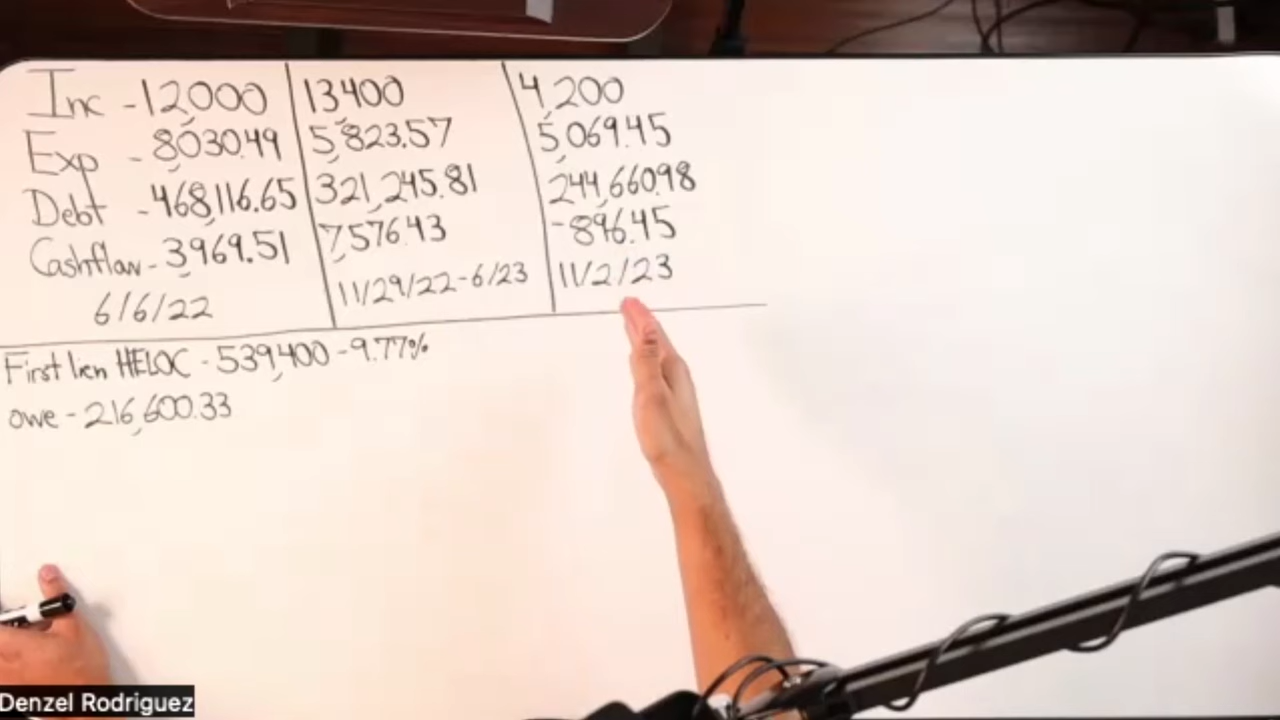 Inc - 12,000 13,400 4,200
Exp - 8,030.49 5,823.57 5,069.45
Debt - 468,116.65 321,245.81 244,660.98
Cashflow - 3,969.51 7,576.43 -896.45
6/6/22 11/29/22-6/23 11/2/23
First lien HELOC - 539,400 - 9.77%
owe - 216,600.33
Denzel Rodriguez